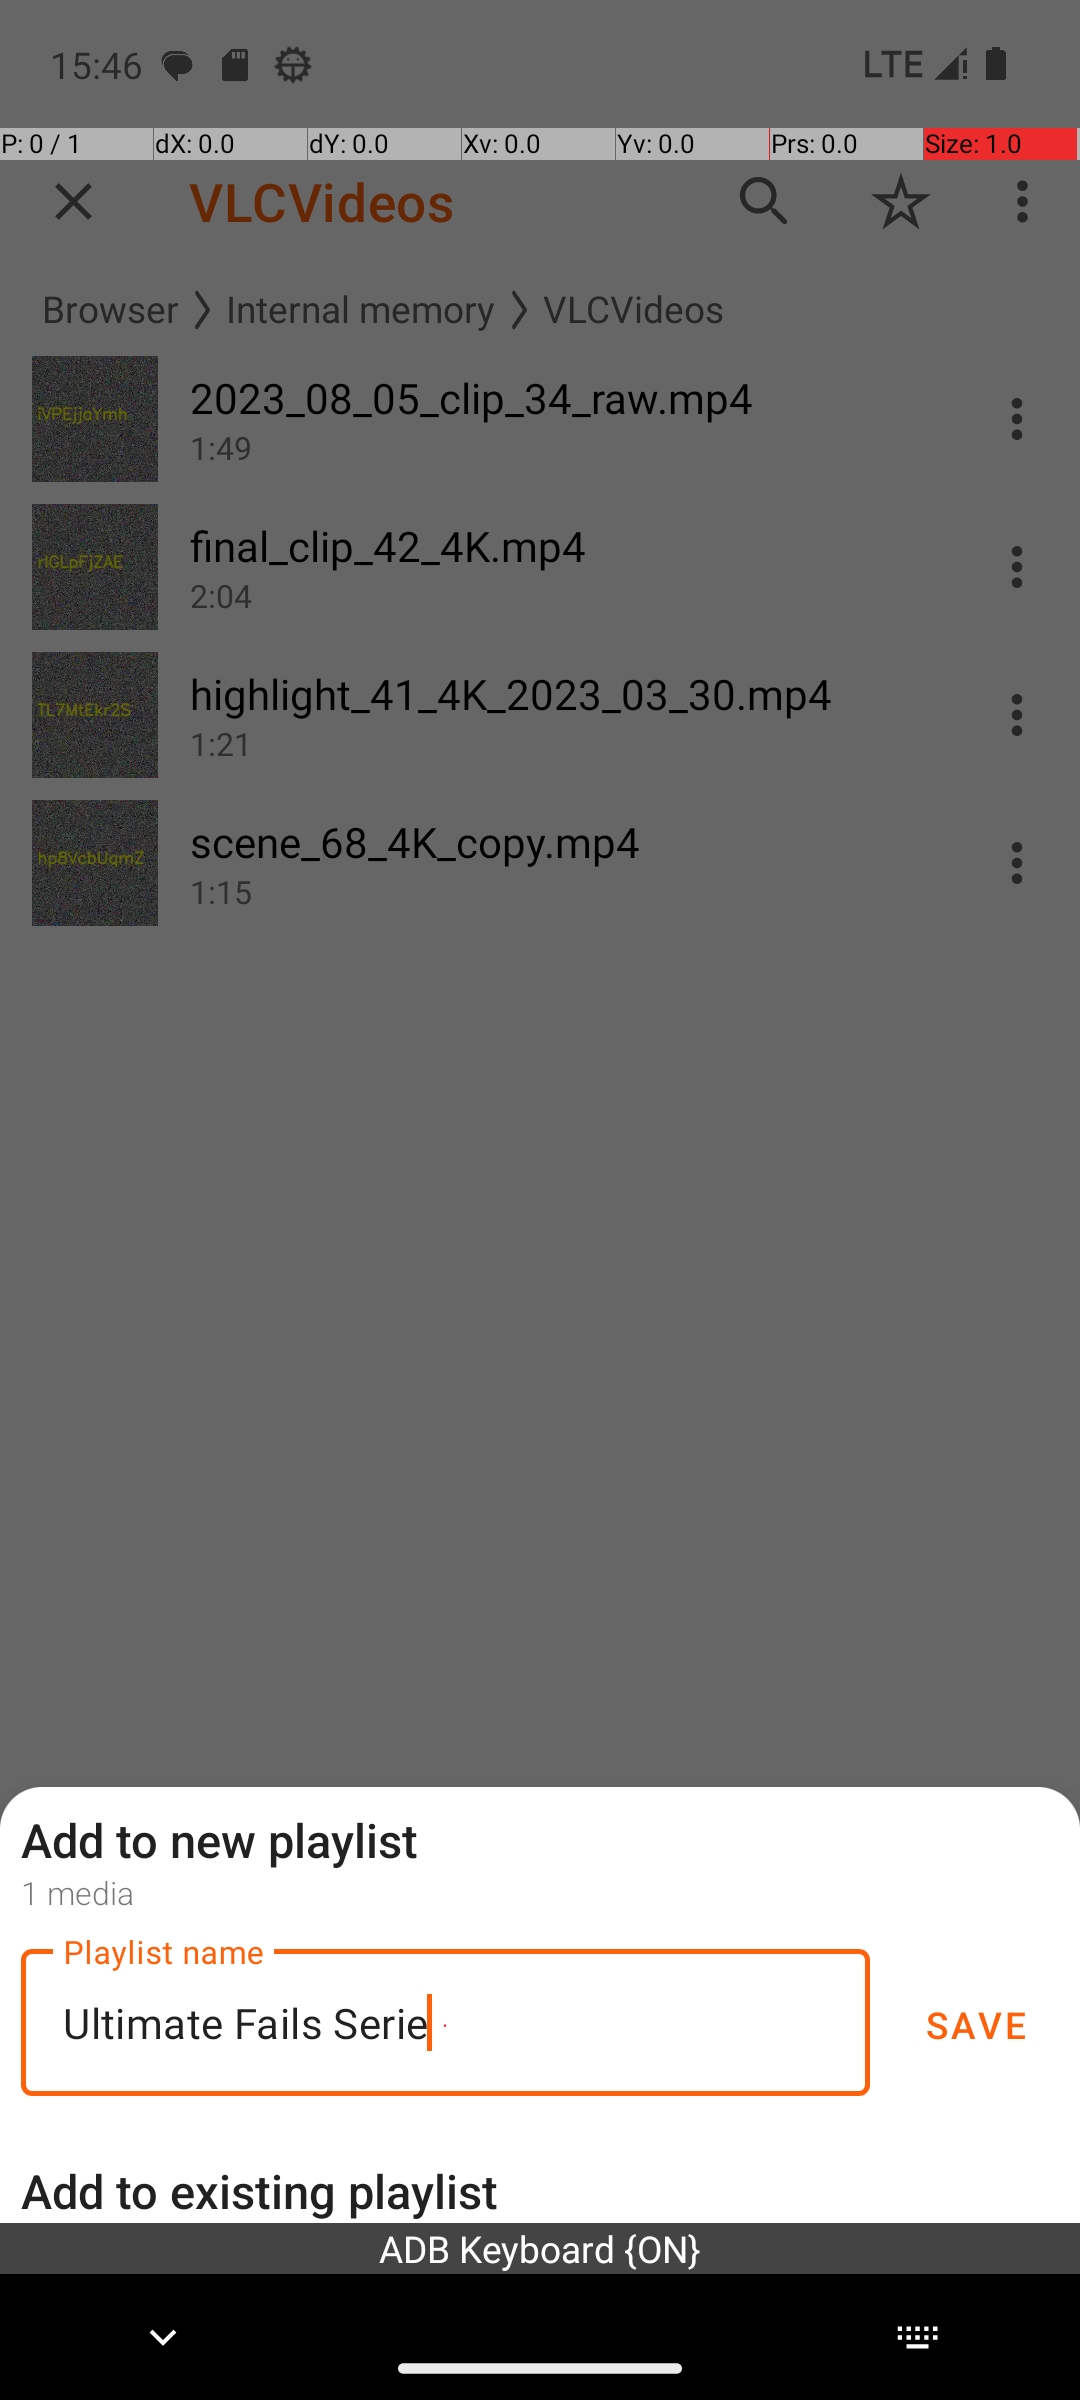 15:46
LTE
P: 0 / 1
dX: 0.0
dY: 0.0
Xv: 0.0
Yv: 0.0
Prs: 0.0
Size: 1.0
VLCVideos
Browser
Internal memory
VLCVideos
2023_08_05_clip_34_raw.mp4
1:49
final_clip_42_4K.mp4
2:04
TL7MtEkr2S
highlight_41_4K_2023_03_30.mp4
1:21
hp8VcbUqmZ
scene_68_4K_copy.mp4
1:15
Add to new playlist
1 media
Playlist name
Ultimate Fails Serie
SAVE
Add to existing playlist
ADB Keyboard {ON}